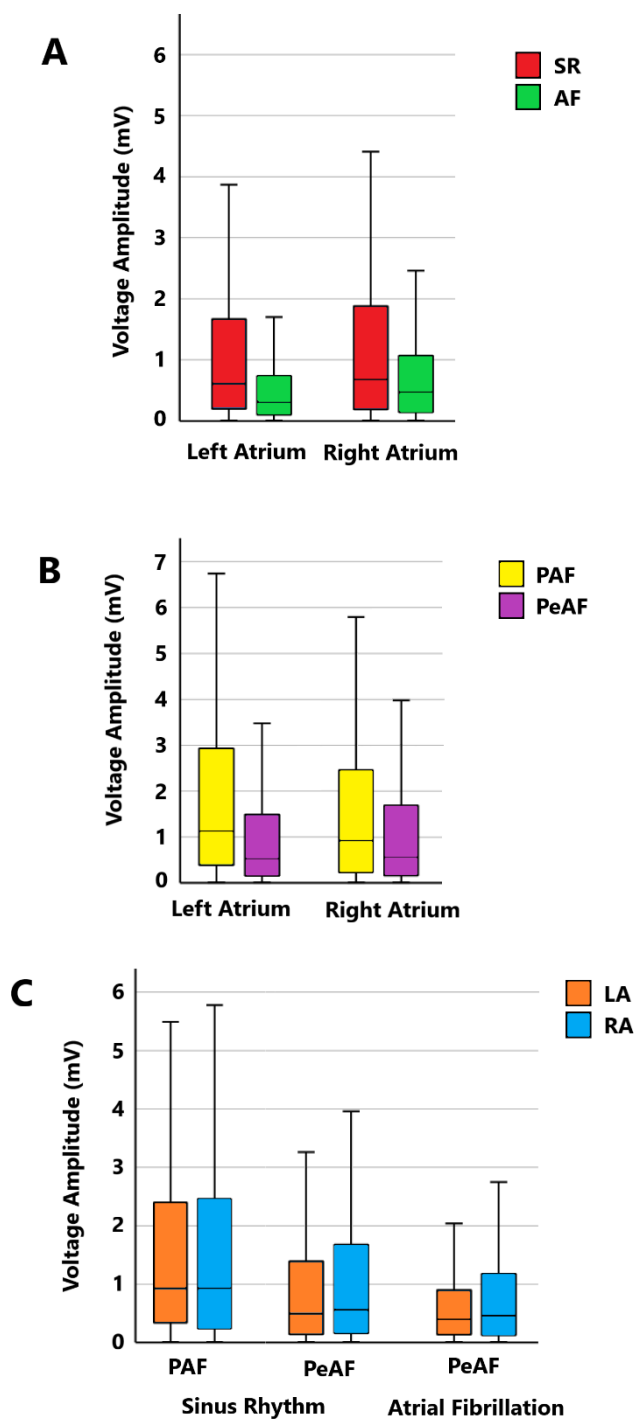 A
SR
AF
Voltage Amplitude (mV)
6
5
4
3
2
1
0
Left Atrium Right Atrium
B
PAF
PeAF
Voltage Amplitude (mV)
7
6
5
4
3
2
1
0
Left Atrium Right Atrium
C
LA
RA
Voltage Amplitude (mV)
6
5
4
3
2
1
0
PAF PeAF PeAF
Sinus Rhythm Atrial Fibrillation